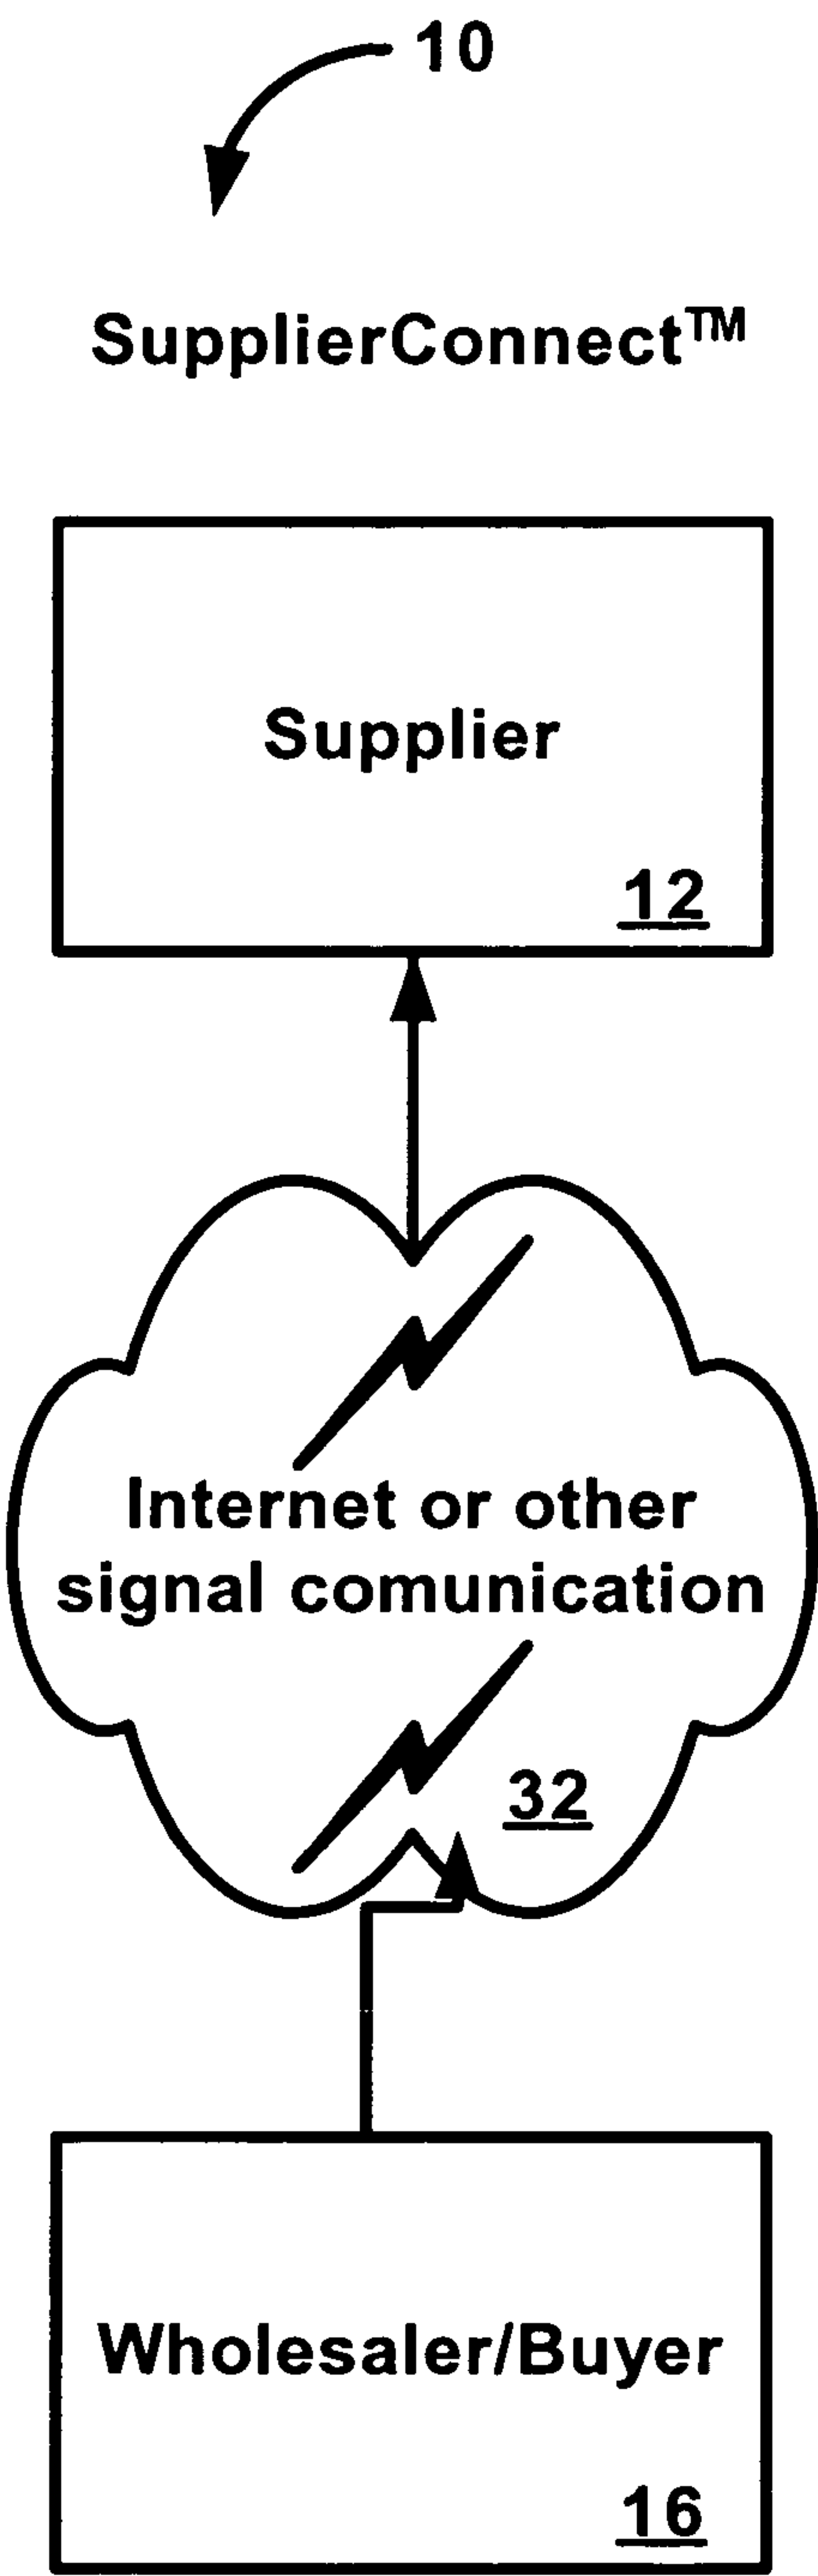 10
SupplierConnect™
Supplier
12
Internet or other
signal comunication
32
Wholesaler/Buyer
16